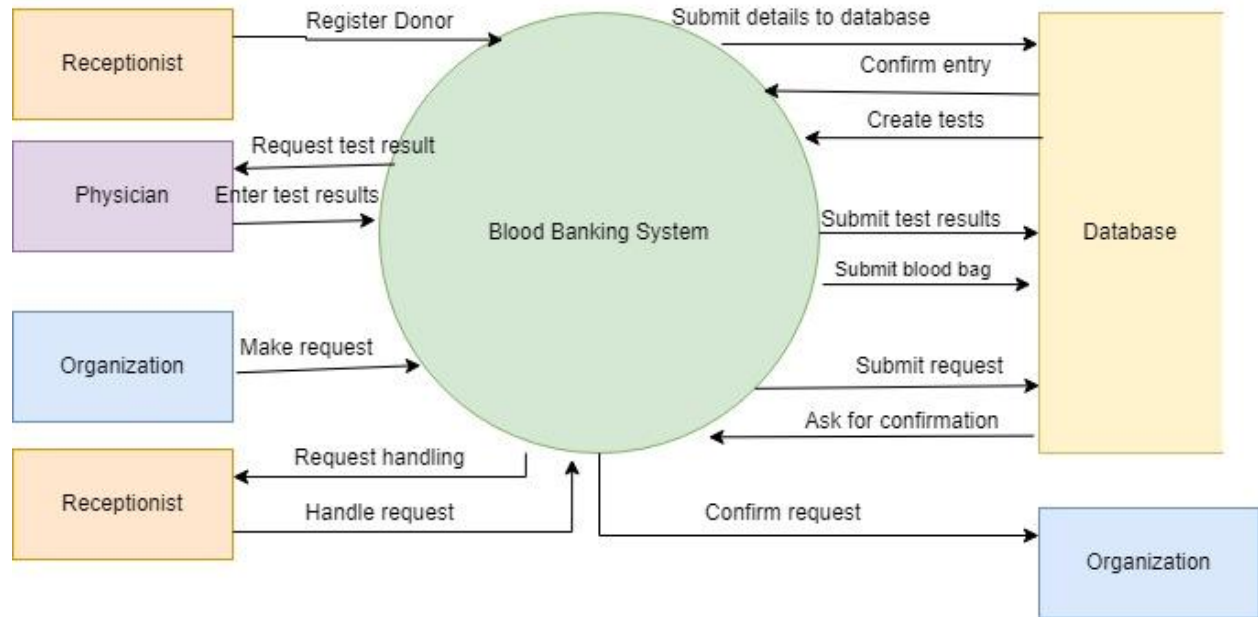 Register Donor
Submit details to database
Receptionist
Confirm entry
Create tests
Request test result
Physician
Enter test results
Blood Banking System
Submit test results
Database
Submit blood bag
Make request
Organization
Submit request
Ask for confirmation
Request handling
Receptionist
Handle request
Confirm request
Organization